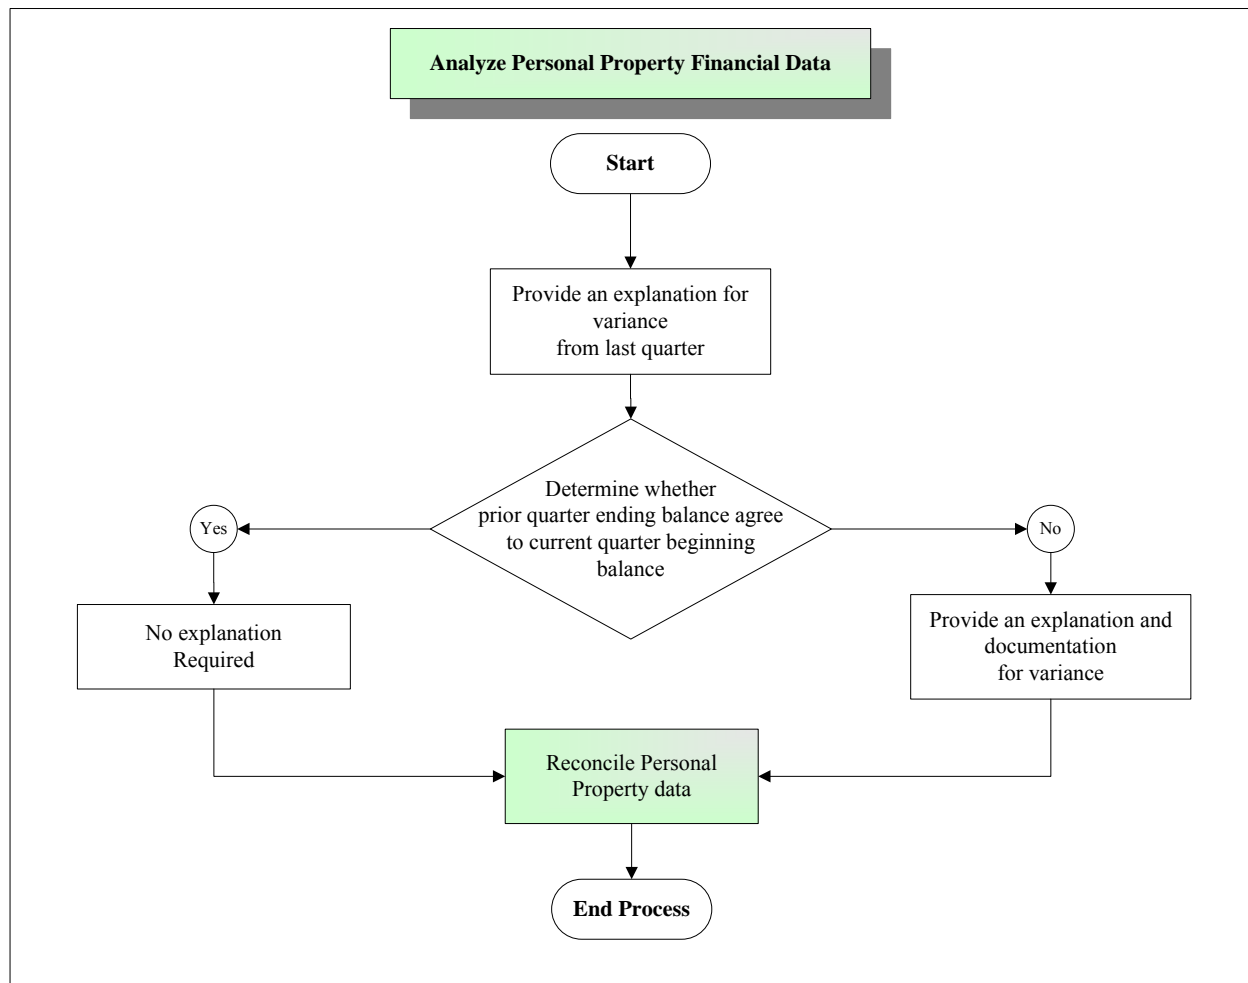 Analyze Personal Property Financial Data
Start
Provide an explanation for
variance
from last quarter
Determine whether
prior quarter ending balance agree
to current quarter beginning
balance
Yes
No
No explanation
Required
Provide an explanation and
documentation
for variance
Reconcile Personal
Property data
End Process